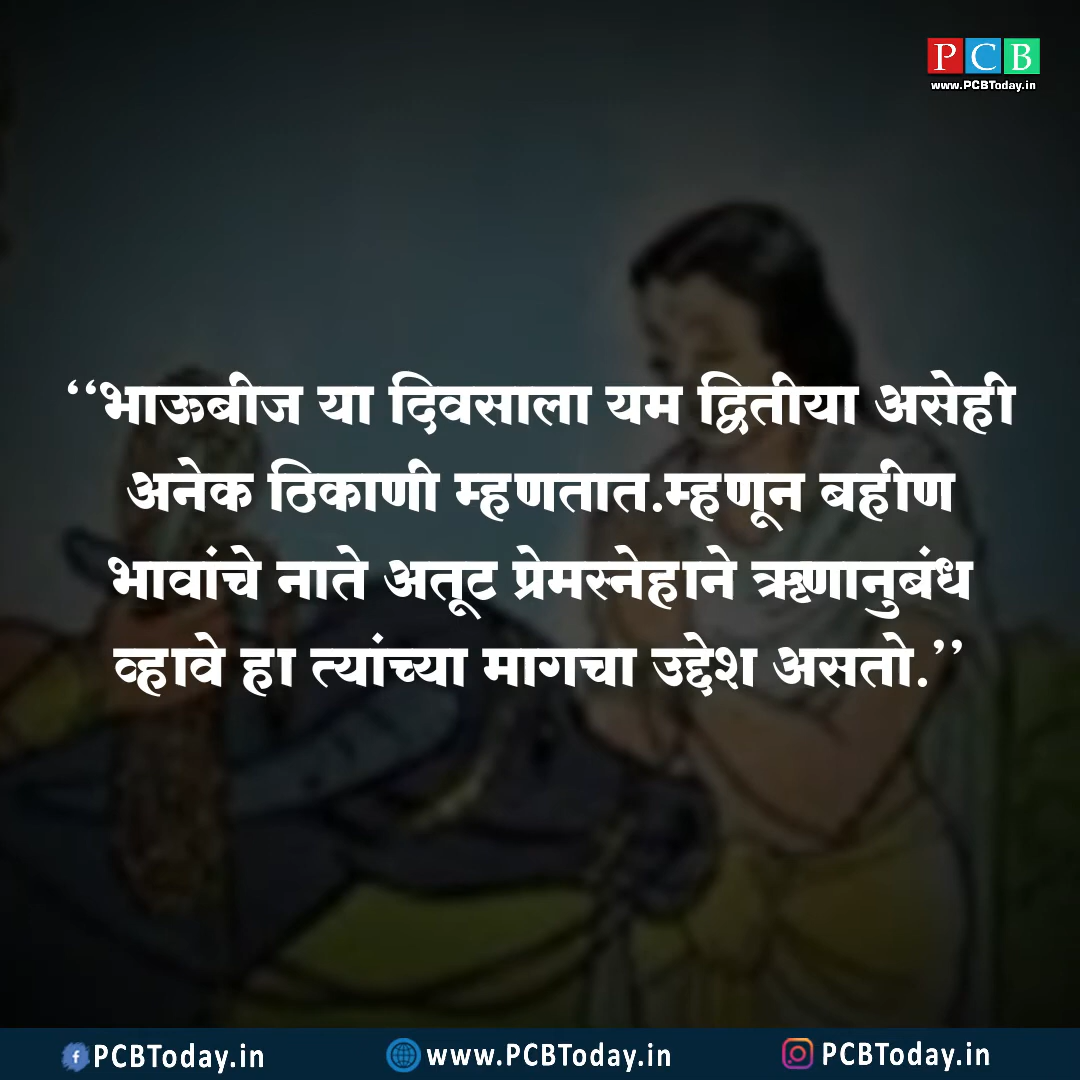 PCB
www.PCBToday.in
‘‘भाऊबीज या दिवसाला यम द्वितीया असेही
अनेक ठिकाणी म्हणतात.म्हणून बहीण
भावांचे नाते अतूट प्रेमस्नेहाने ऋणानुबंध
व्हावे हा त्यांच्या मागचा उद्देश असतो.’’
PCBToday.in www.PCBToday.in PCBToday.in